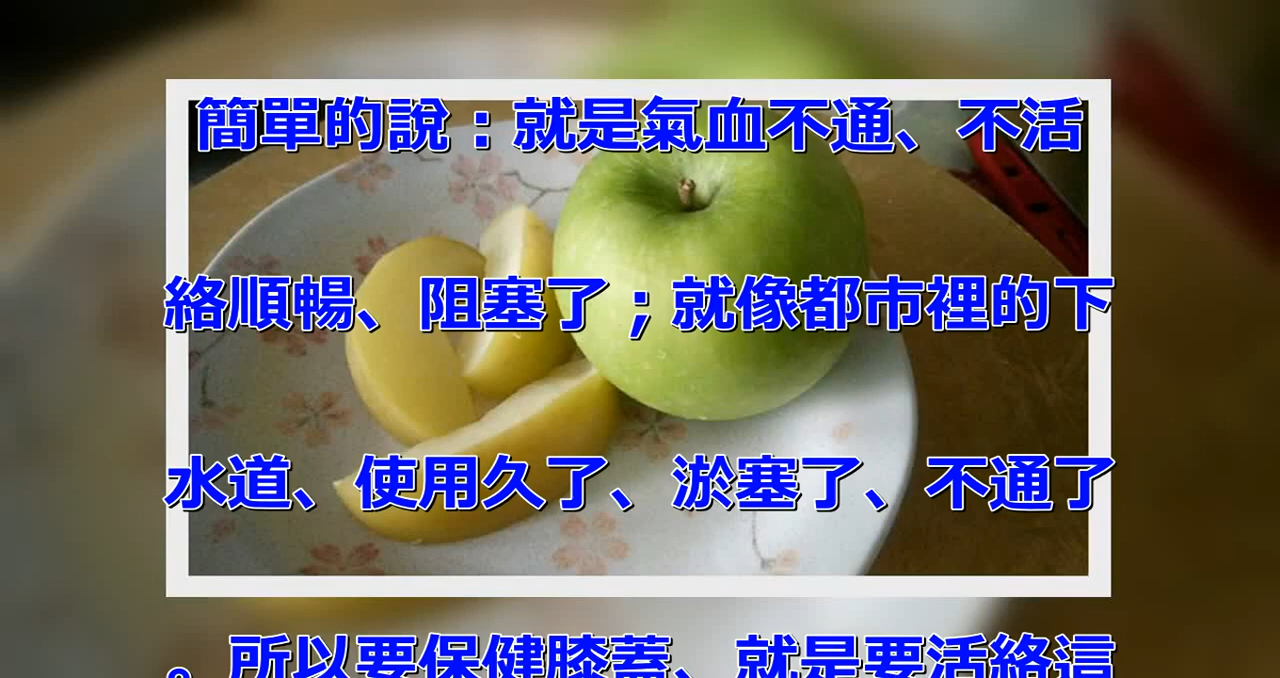 簡單的說：就是氣血不通、不活
絡順暢、阻塞了；就像都市裡的下
水道、使用久了、淤塞了、不通了
。所以要保健膝蓋、就是要活絡這